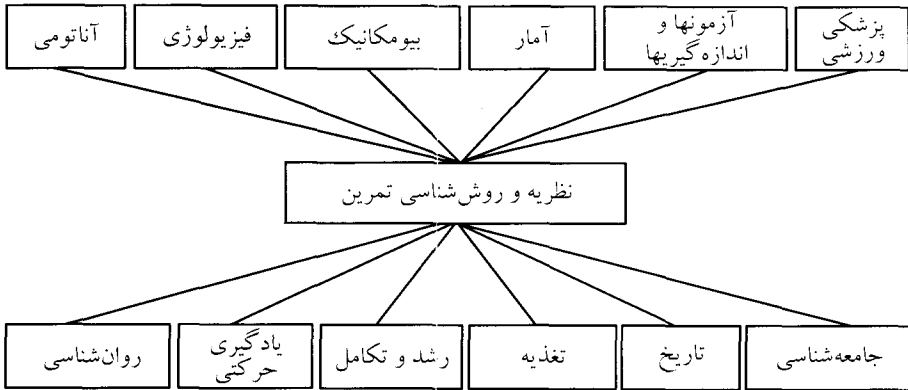 پزشکی
ورزشی
آزمونها و
اندازه‌گیریها
آمار
بیومکانیک
فیزیولوژی
آناتومی
نظریه و روش‌شناسی تمرین
جامعه‌شناسی
تاریخ
تغذیه
رشد و تکامل
یادگیری
حرکتی
روان‌شناسی